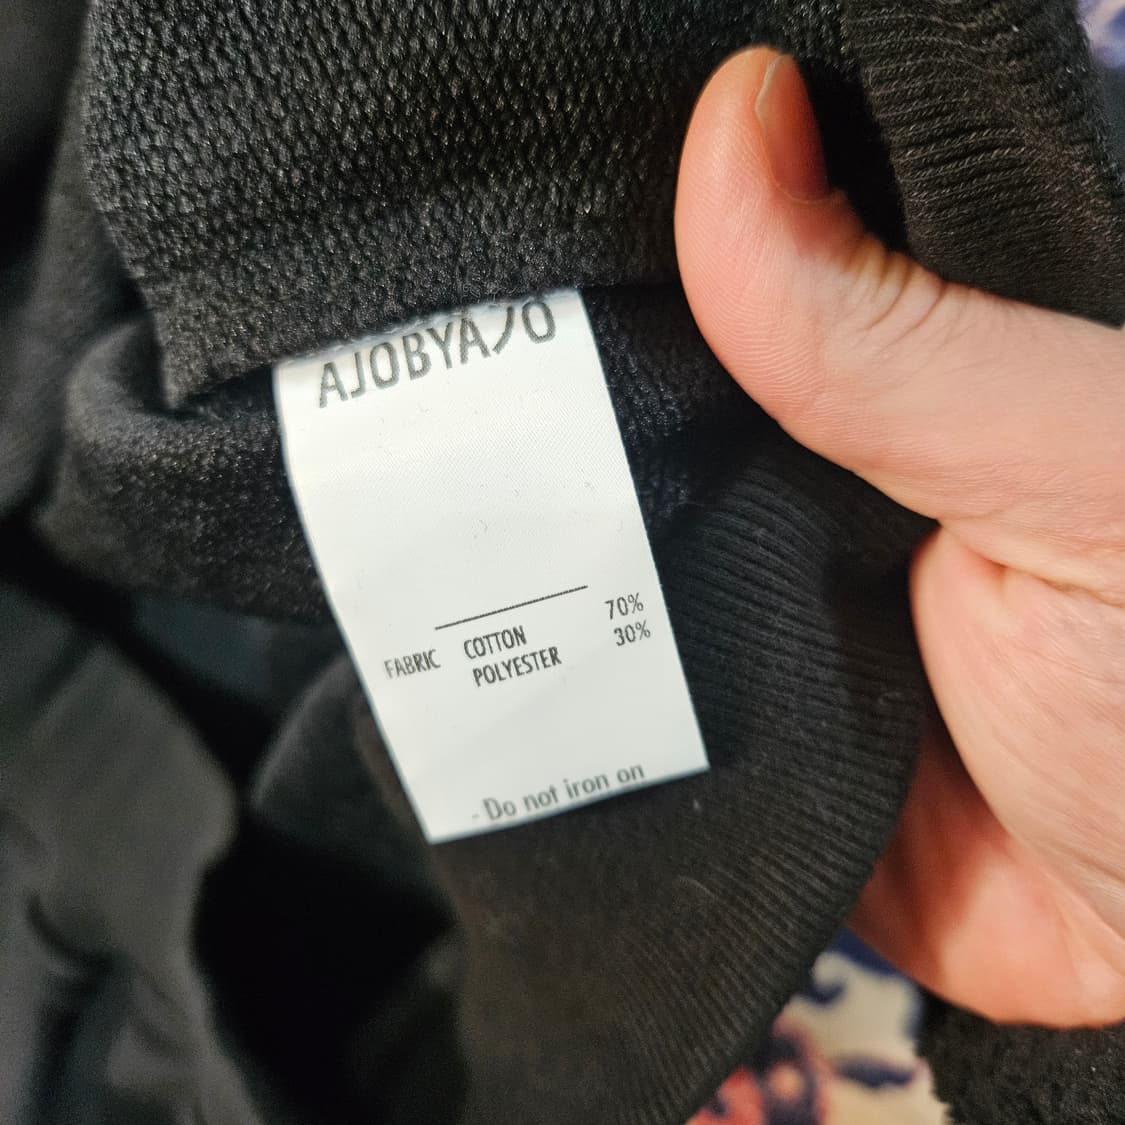 AJOBYAJO
FABRIC COTTON 70%
POLYESTER 30%
- Do not iron on